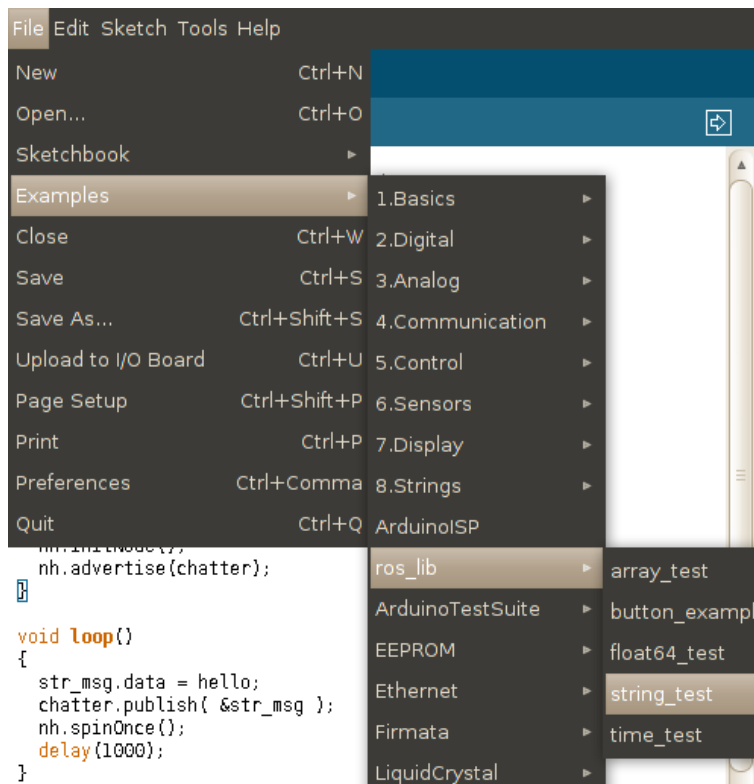 File Edit Sketch Tools Help
New Ctrl+N
Open... Ctrl+O
Sketchbook
Examples
Close Ctrl+W
Save Ctrl+S
Save As... Ctrl+Shift+S
Upload to I/O Board Ctrl+U
Page Setup Ctrl+Shift+P
Print Ctrl+P
Preferences Ctrl+Comma
Quit Ctrl+Q
1.Basics
2.Digital
3.Analog
4.Communication
5.Control
6.Sensors
7.Display
8.Strings
ArduinoISP
ros_lib
ArduinoTestSuite
EEPROM
Ethernet
Firmata
LiquidCrystal
array_test
button_exampl
float64_test
string_test
time_test
nh.initNode();
nh.advertise(chatter);
}
void loop()
{
str_msg.data = hello;
chatter.publish( &str_msg );
nh.spinOnce();
delay(1000);
}